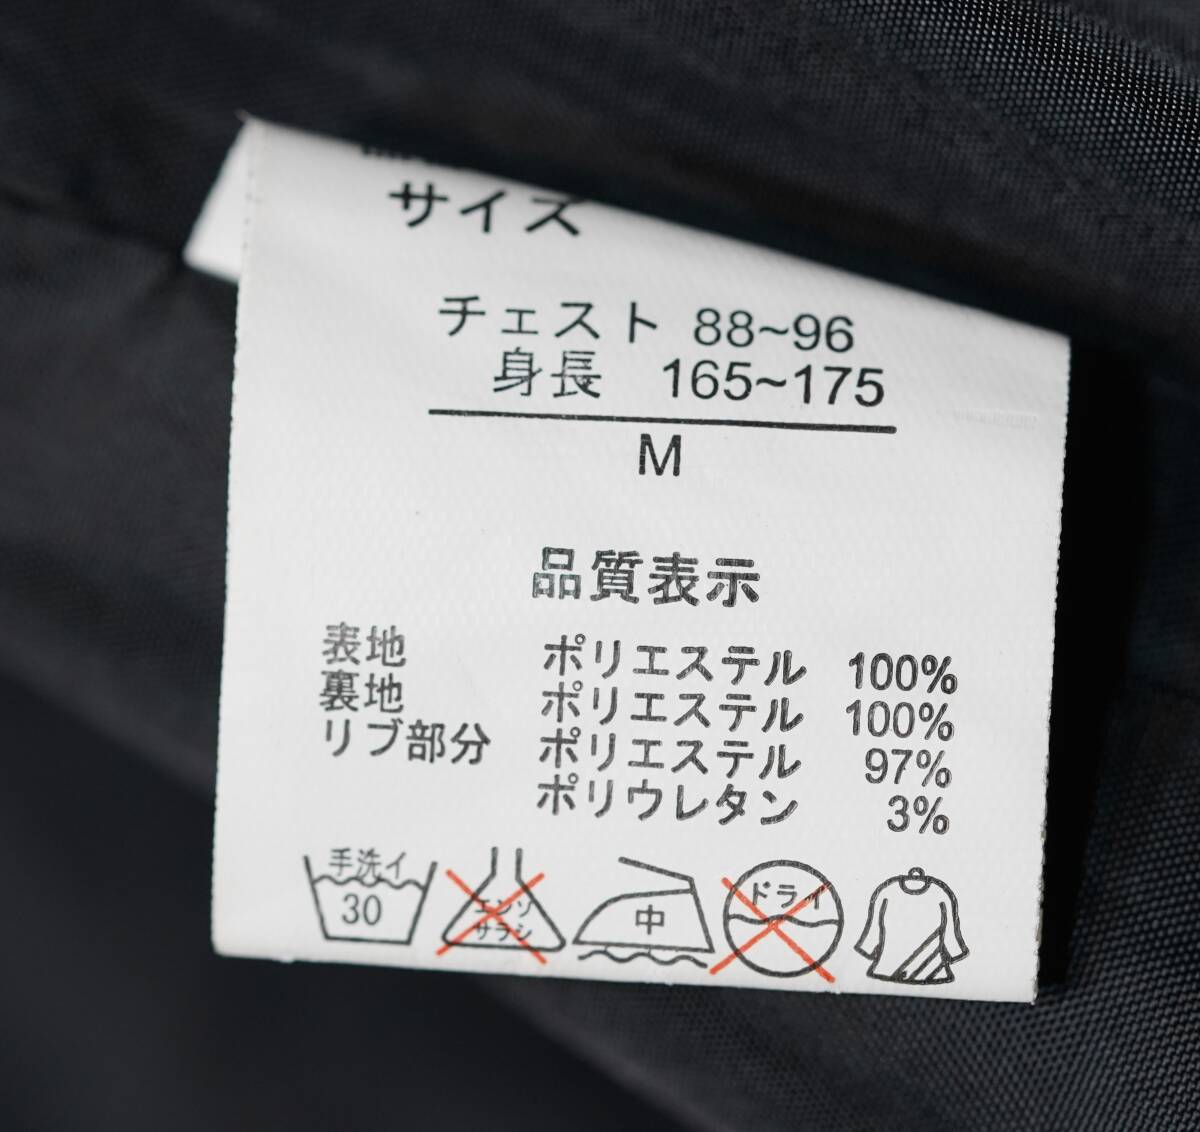 サイズ
チェスト 88~96
身長 165~175
M
品質表示
表地 ポリエステル 100%
裏地 ポリエステル 100%
リブ部分 ポリエステル 97%
ポリウレタン 3%
手洗イ 30 エンソサラシ 中 ドライ